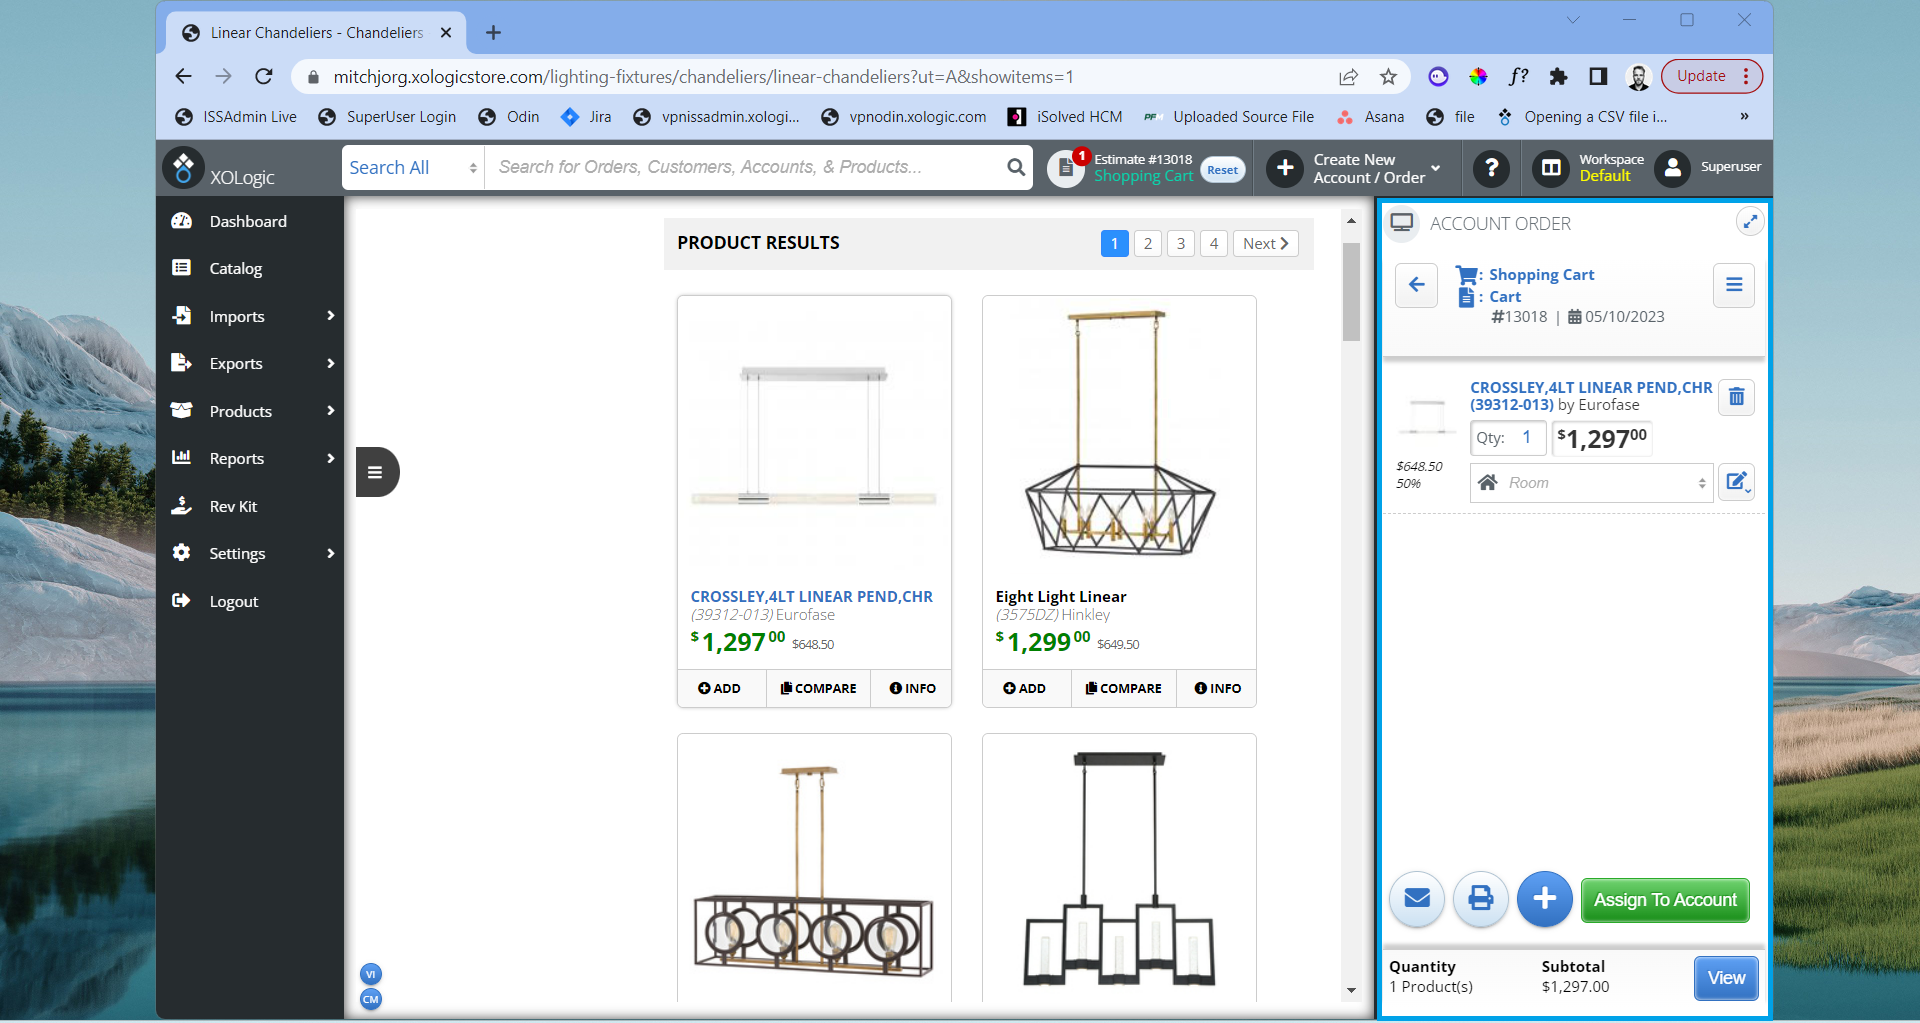 Linear Chandeliers - Chandeliers
mitchjorg.xologicstore.com/lighting-fixtures/chandeliers/linear-chandeliers?ut=A&showitems=1
f?
Update
ISSAdmin Live
SuperUser Login
Odin
Jira
vpnissadmin.xologi...
vpnodin.xologic.com
iSolved HCM
Uploaded Source File
Asana
file
Opening a CSV file i...
»
XOLogic
Search All
Search for Orders, Customers, Accounts, & Products...
1
Estimate #13018
Shopping Cart
Reset
Create New
Account / Order
?
Workspace
Default
Superuser
Dashboard
Catalog
Imports
Exports
Products
Reports
Rev Kit
Settings
Logout
PRODUCT RESULTS
1 2 3 4 Next
CROSSLEY,4LT LINEAR PEND,CHR
(39312-013) Eurofase
$1,297.00 $648.50
ADD COMPARE INFO
Eight Light Linear
(3575DZ) Hinkley
$1,299.00 $649.50
ADD COMPARE INFO
VI
CM
ACCOUNT ORDER
: Shopping Cart
: Cart
#13018 | 05/10/2023
CROSSLEY,4LT LINEAR PEND,CHR
(39312-013) by Eurofase
Qty: 1 $1,297.00
$648.50
50%
Room
Assign To Account
Quantity
1 Product(s)
Subtotal
$1,297.00
View